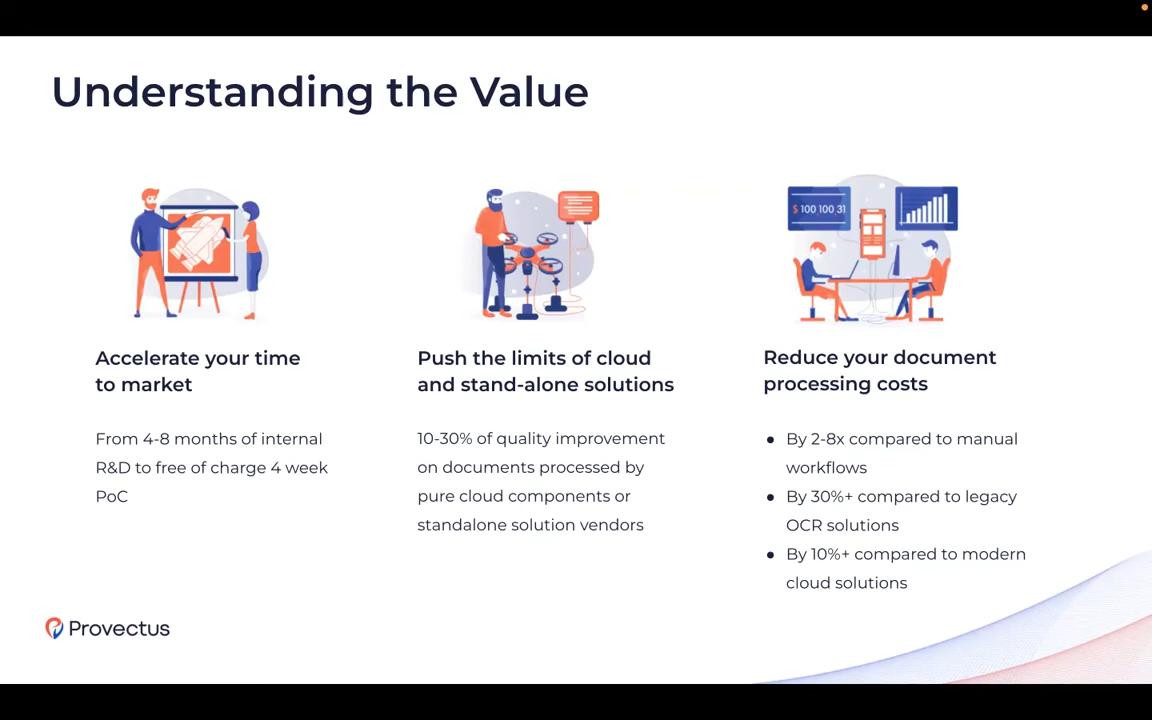 Understanding the Value
$ 100 100 31
Accelerate your time
to market
From 4-8 months of internal
R&D to free of charge 4 week
PoC
Push the limits of cloud
and stand-alone solutions
10-30% of quality improvement
on documents processed by
pure cloud components or
standalone solution vendors
Reduce your document
processing costs
● By 2-8x compared to manual
workflows
● By 30%+ compared to legacy
OCR solutions
● By 10%+ compared to modern
cloud solutions
Provectus